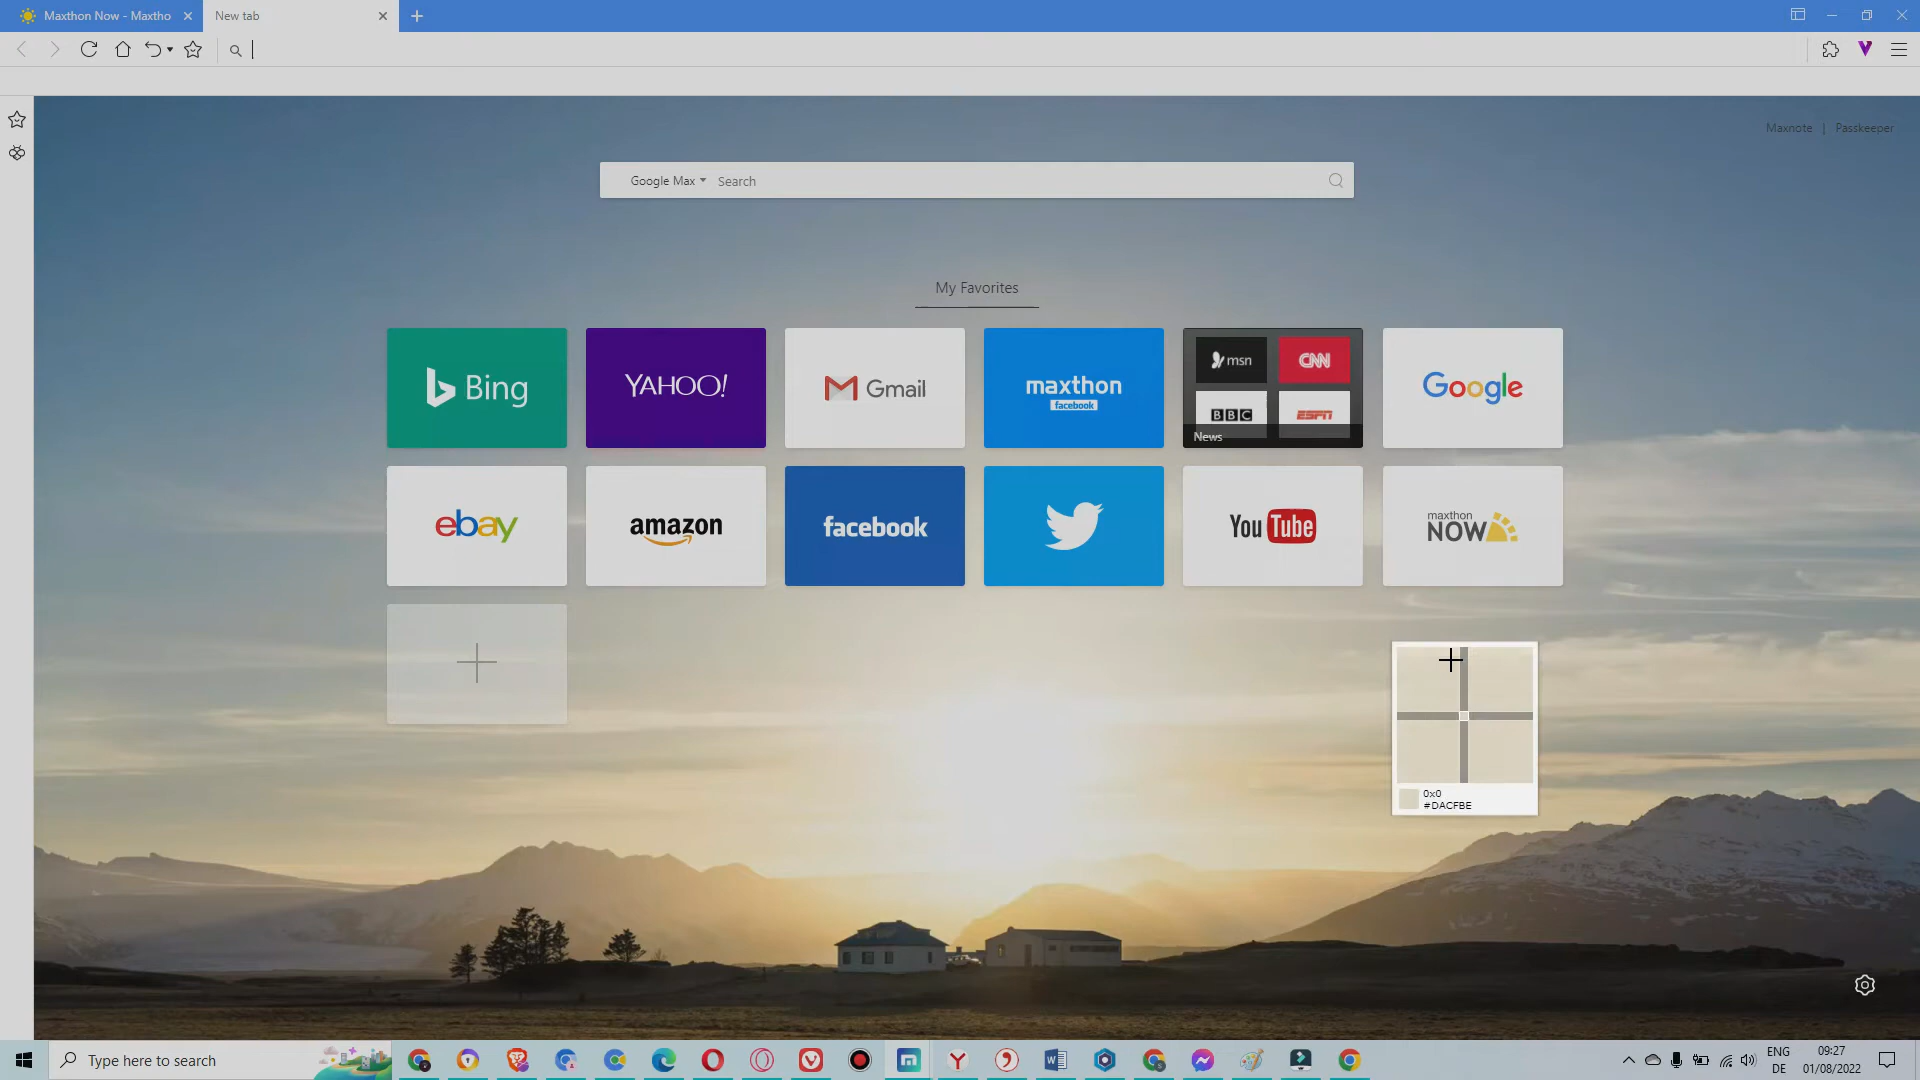 Maxthon Now - Maxtho
New tab
Maxnote | Passkeeper
Google Max
Search
My Favorites
Bing
YAHOO!
Gmail
maxthon
facebook
msn
CNN
BBC
ESPN
News
Google
ebay
amazon
facebook
YouTube
maxthon
NOW
0x0
#DACFBE
Type here to search
ENG
DE
09:27
01/08/2022